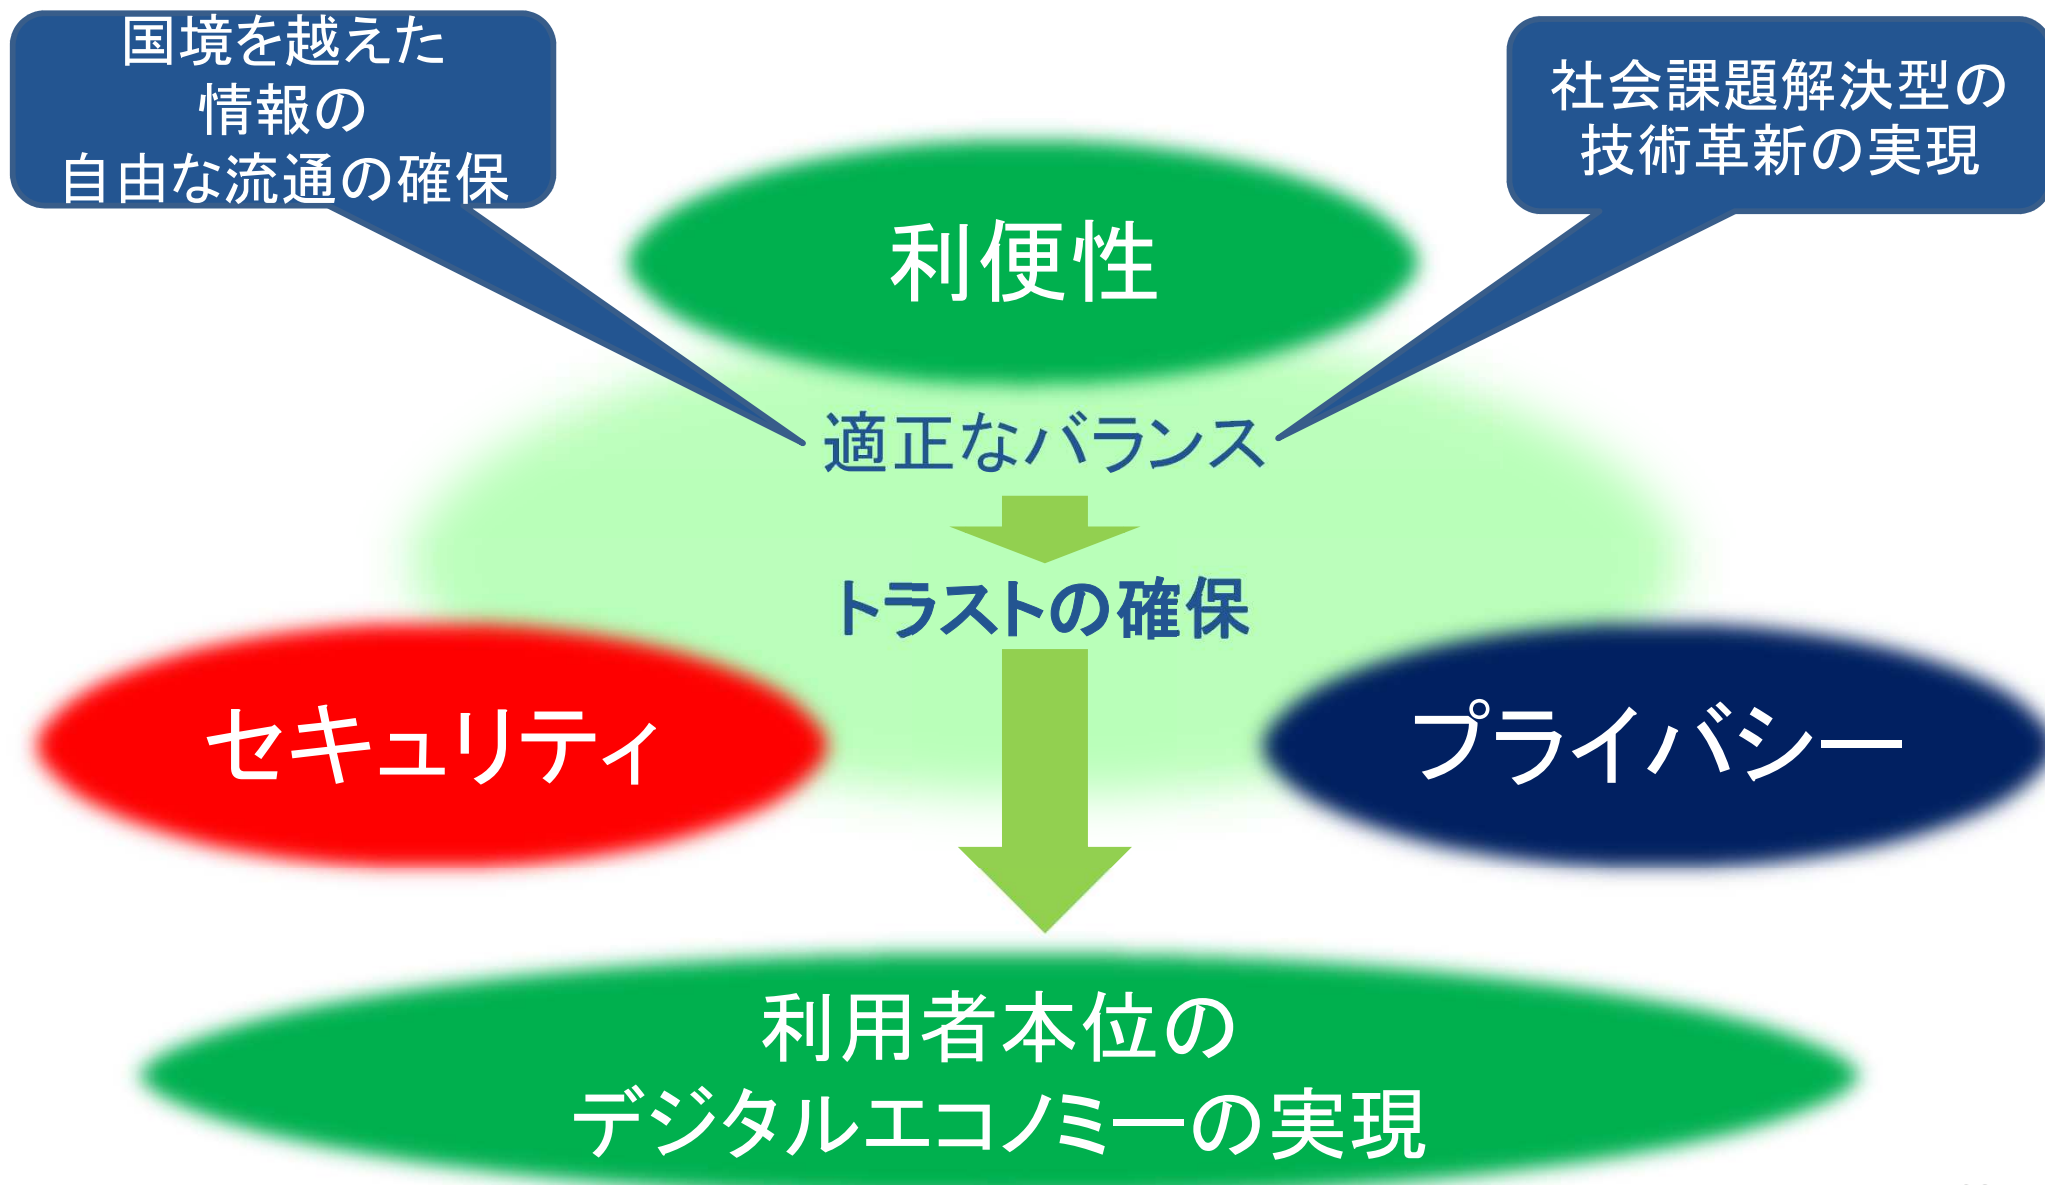 国境を越えた
情報の
自由な流通の確保
社会課題解決型の
技術革新の実現
利便性
適正なバランス
トラストの確保
セキュリティ
プライバシー
利用者本位の
デジタルエコノミーの実現